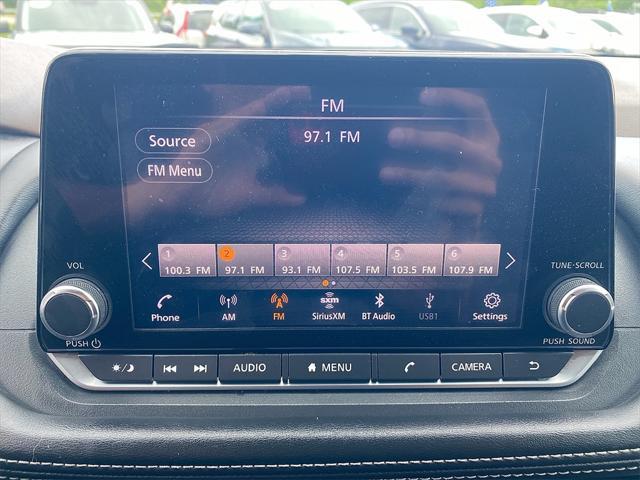 FM
97.1 FM
Source
FM Menu
1 2 3 4 5 6
100.3 FM 97.1 FM 93.1 FM 107.5 FM 103.5 FM 107.9 FM
VOL
TUNE·SCROLL
sxm
Phone AM FM SiriusXM BT Audio USB1 Settings
PUSH
PUSH SOUND
AUDIO MENU CAMERA